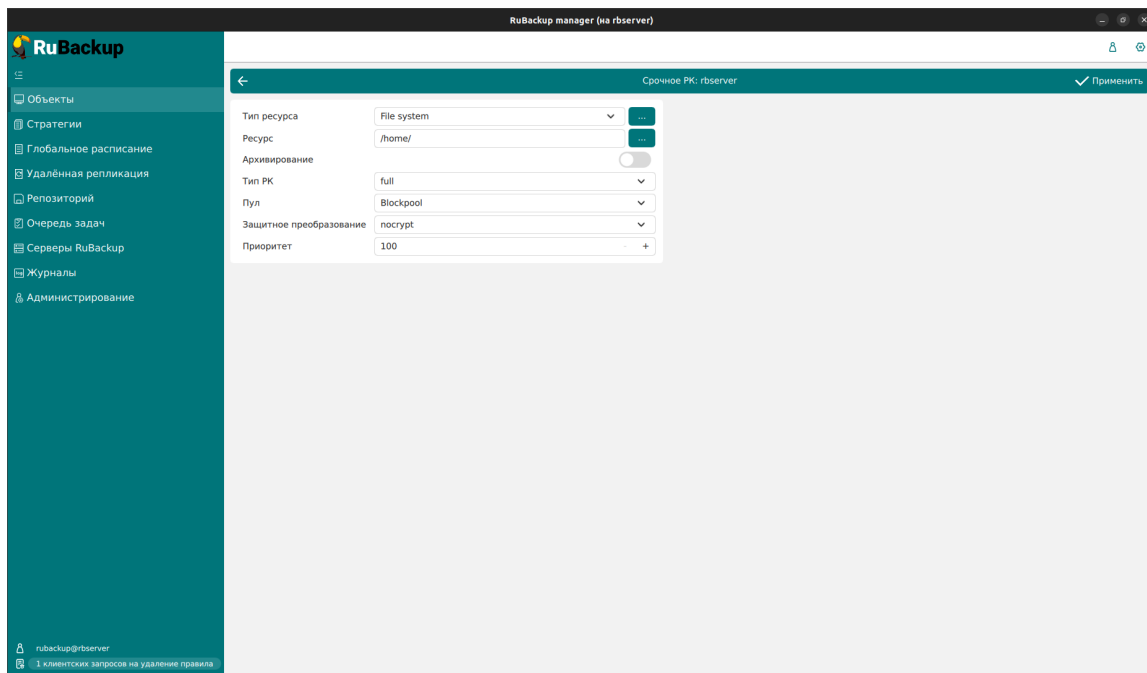 RuBackup manager (на rbserver)
RuBackup
Срочное РК: rbserver
Применить
Объекты
Стратегии
Глобальное расписание
Удалённая репликация
Репозиторий
Очередь задач
Серверы RuBackup
Журналы
Администрирование
Тип ресурса File system ...
Ресурс /home/ ...
Архивирование
Тип РК full
Пул Blockpool
Защитное преобразование nocrypt
Приоритет 100 - +
rubackup@rbserver
1 клиентских запросов на удаление правила